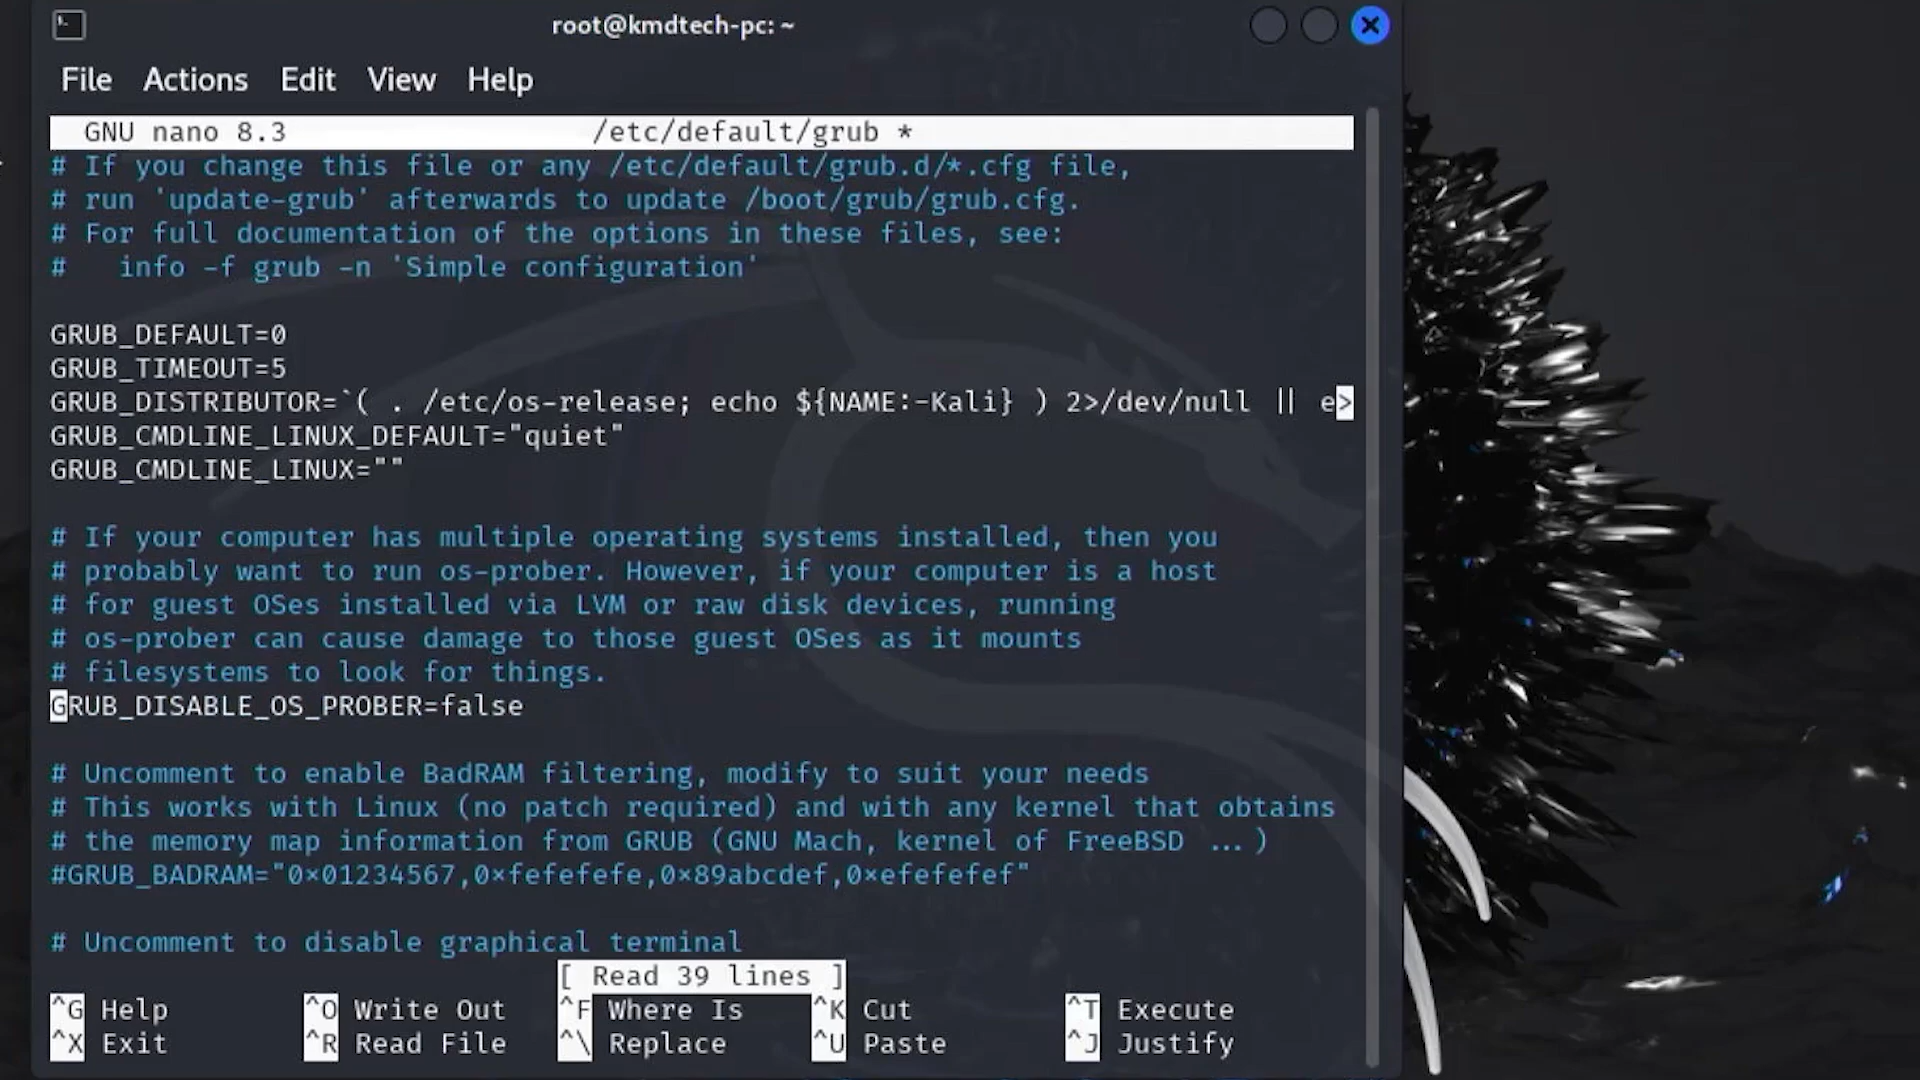 root@kmdtech-pc: ~
File Actions Edit View Help
GNU nano 8.3 /etc/default/grub *
# If you change this file or any /etc/default/grub.d/*.cfg file,
# run 'update-grub' afterwards to update /boot/grub/grub.cfg.
# For full documentation of the options in these files, see:
#   info -f grub -n 'Simple configuration'
GRUB_DEFAULT=0
GRUB_TIMEOUT=5
GRUB_DISTRIBUTOR=`( . /etc/os-release; echo ${NAME:-Kali} ) 2>/dev/null || e>
GRUB_CMDLINE_LINUX_DEFAULT="quiet"
GRUB_CMDLINE_LINUX=""
# If your computer has multiple operating systems installed, then you
# probably want to run os-prober. However, if your computer is a host
# for guest OSes installed via LVM or raw disk devices, running
# os-prober can cause damage to those guest OSes as it mounts
# filesystems to look for things.
GRUB_DISABLE_OS_PROBER=false
# Uncomment to enable BadRAM filtering, modify to suit your needs
# This works with Linux (no patch required) and with any kernel that obtains
# the memory map information from GRUB (GNU Mach, kernel of FreeBSD ...)
#GRUB_BADRAM="0x01234567,0xfefefefe,0x89abcdef,0xefefefef"
# Uncomment to disable graphical terminal
[ Read 39 lines ]
^G Help ^O Write Out ^F Where Is ^K Cut ^T Execute
^X Exit ^R Read File ^\ Replace ^U Paste ^J Justify